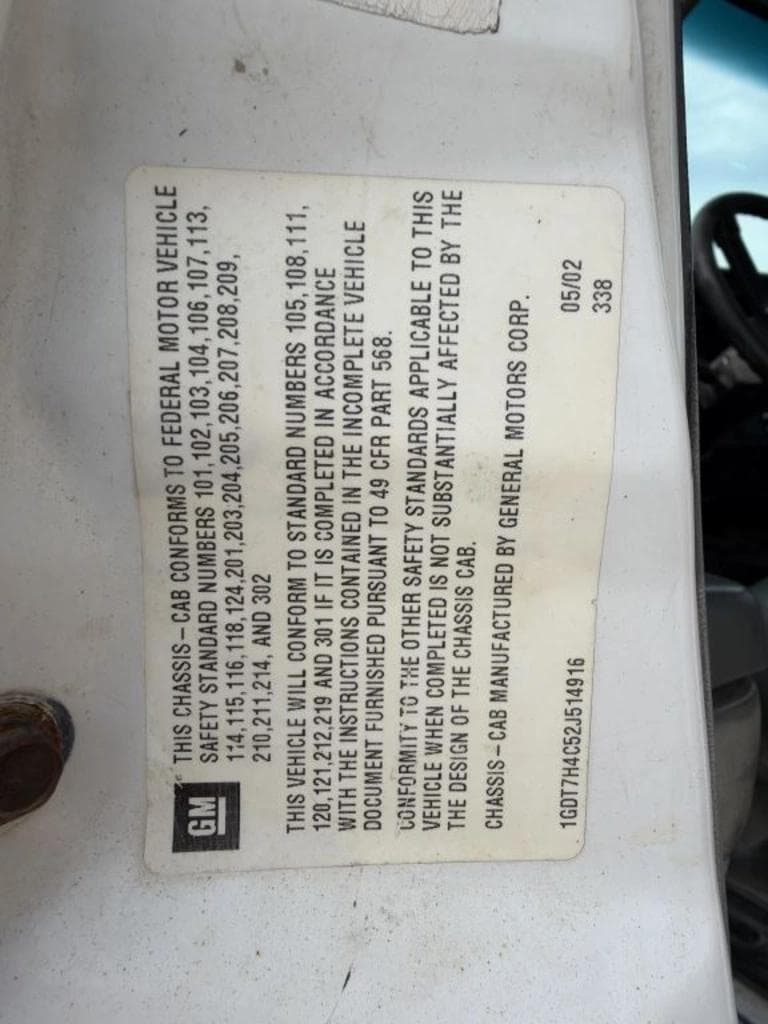 GM
THIS CHASSIS-CAB CONFORMS TO FEDERAL MOTOR VEHICLE
SAFETY STANDARD NUMBERS 101,102,103,104,106,107,113,
114,115,116,118,124,201,203,204,205,206,207,208,209,
210,211,214, AND 302
THIS VEHICLE WILL CONFORM TO STANDARD NUMBERS 105,108,111,
120,121,212,219 AND 301 IF IT IS COMPLETED IN ACCORDANCE
WITH THE INSTRUCTIONS CONTAINED IN THE INCOMPLETE VEHICLE
DOCUMENT FURNISHED PURSUANT TO 49 CFR PART 568.
CONFORMITY TO THE OTHER SAFETY STANDARDS APPLICABLE TO THIS
VEHICLE WHEN COMPLETED IS NOT SUBSTANTIALLY AFFECTED BY THE
THE DESIGN OF THE CHASSIS CAB.
CHASSIS-CAB MANUFACTURED BY GENERAL MOTORS CORP.
1GDT7H4C52J514916 05/02
338